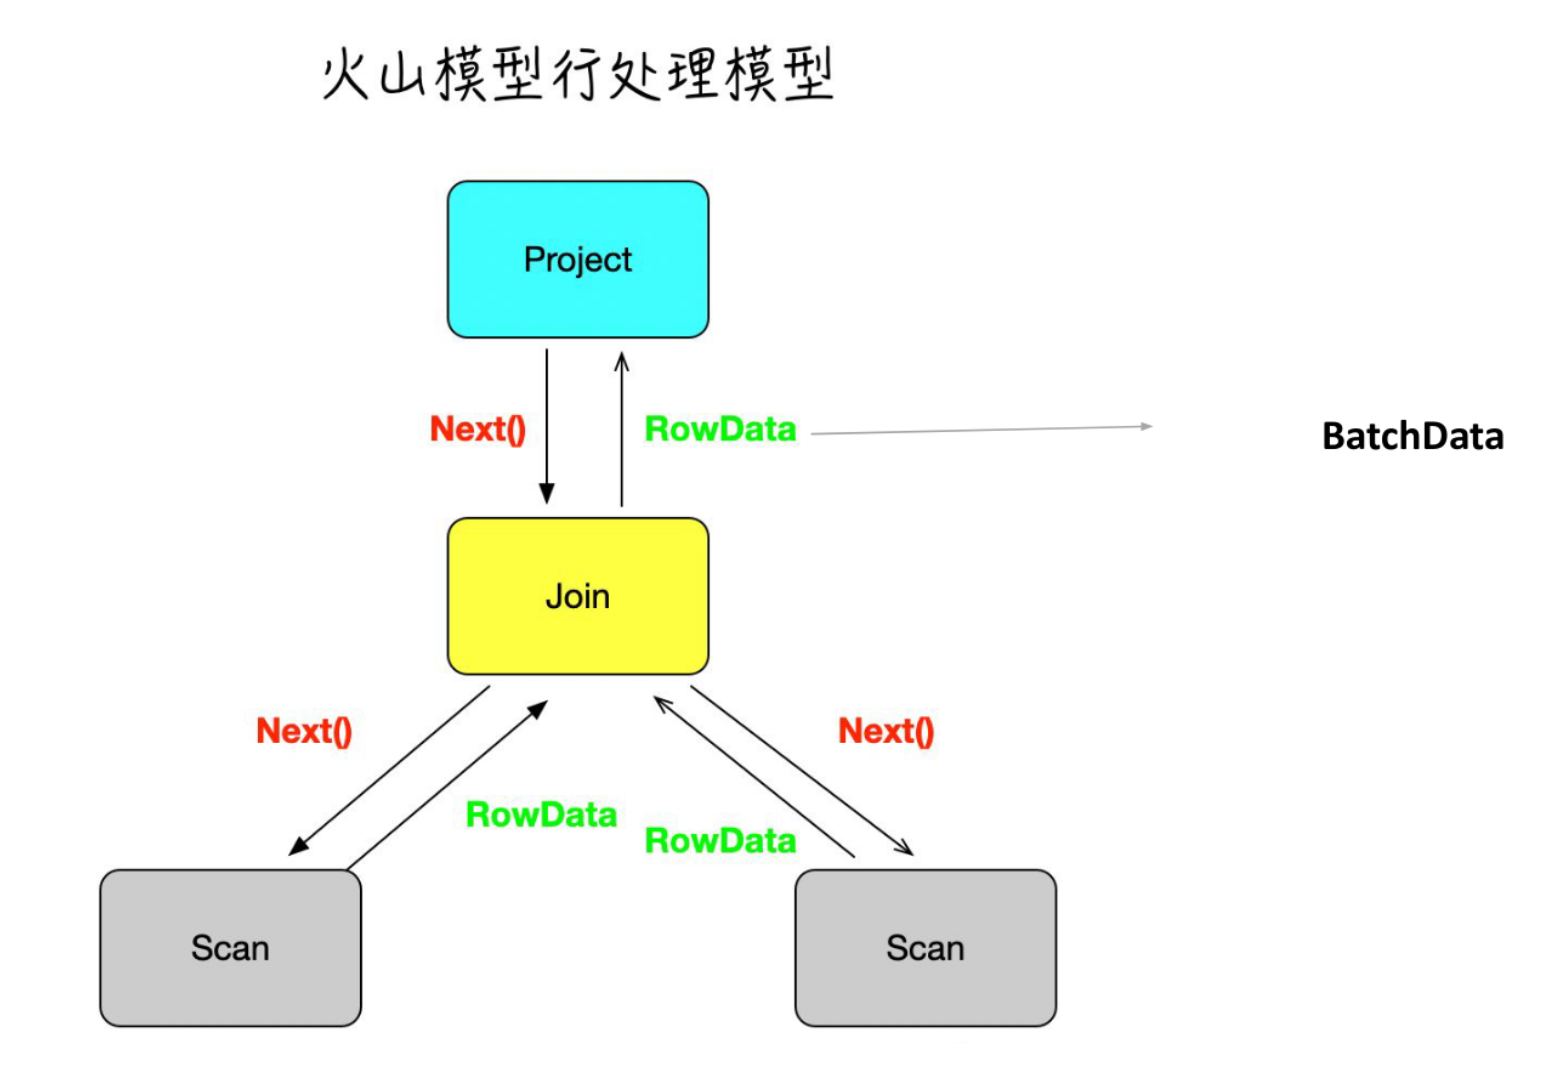 火山模型行处理模型
Project
Next()
RowData
BatchData
Join
Next()
Next()
RowData
RowData
Scan
Scan